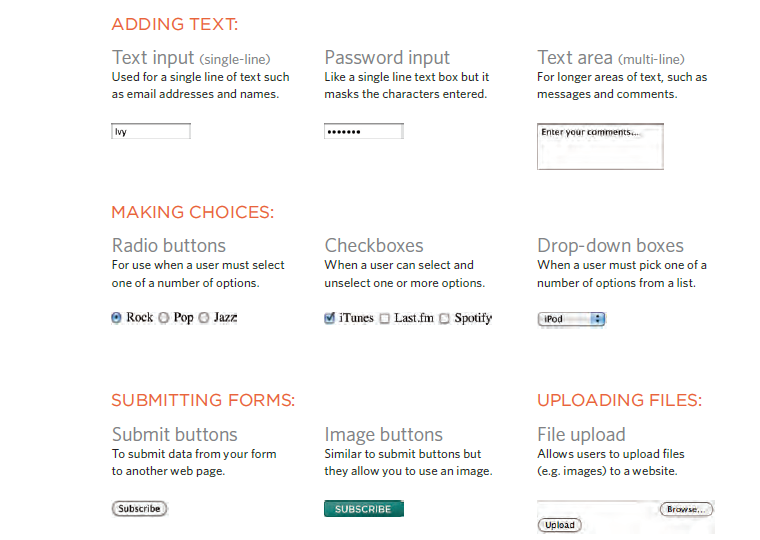 ADDING TEXT:
Text input (single-line)
Used for a single line of text such
as email addresses and names.
Ivy
Password input
Like a single line text box but it
masks the characters entered.
•••••••
Text area (multi-line)
For longer areas of text, such as
messages and comments.
Enter your comments...
MAKING CHOICES:
Radio buttons
For use when a user must select
one of a number of options.
Rock Pop Jazz
Checkboxes
When a user can select and
unselect one or more options.
iTunes Last.fm Spotify
Drop-down boxes
When a user must pick one of a
number of options from a list.
iPod
SUBMITTING FORMS:
Submit buttons
To submit data from your form
to another web page.
Subscribe
Image buttons
Similar to submit buttons but
they allow you to use an image.
SUBSCRIBE
UPLOADING FILES:
File upload
Allows users to upload files
(e.g. images) to a website.
Browse...
Upload